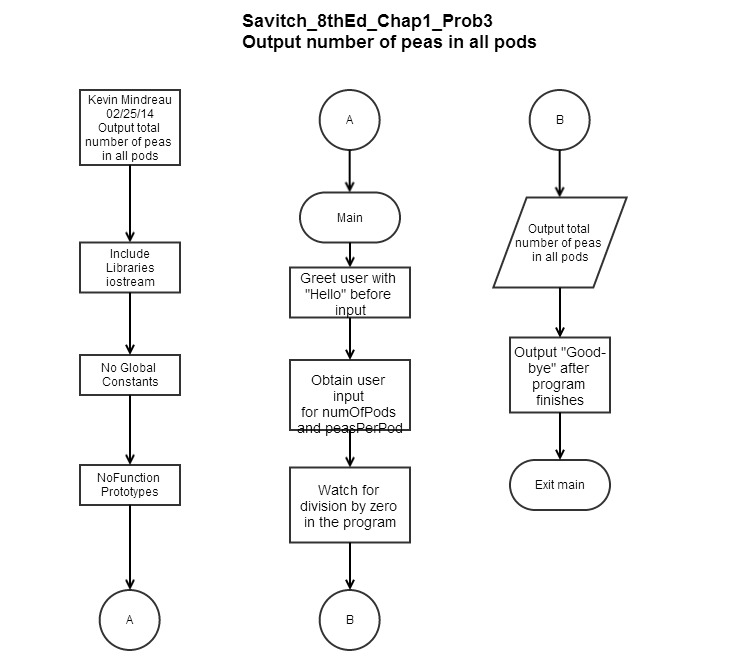 Savitch_8thEd_Chap1_Prob3
Output number of peas in all pods
Kevin Mindreau
02/25/14
Output total
number of peas
in all pods
Include
Libraries
iostream
No Global
Constants
NoFunction
Prototypes
A
A
Main
Greet user with
"Hello" before
input
Obtain user
input
for numOfPods
and peasPerPod
Watch for
division by zero
in the program
B
B
Output total
number of peas
in all pods
Output "Good-
bye" after
program
finishes
Exit main